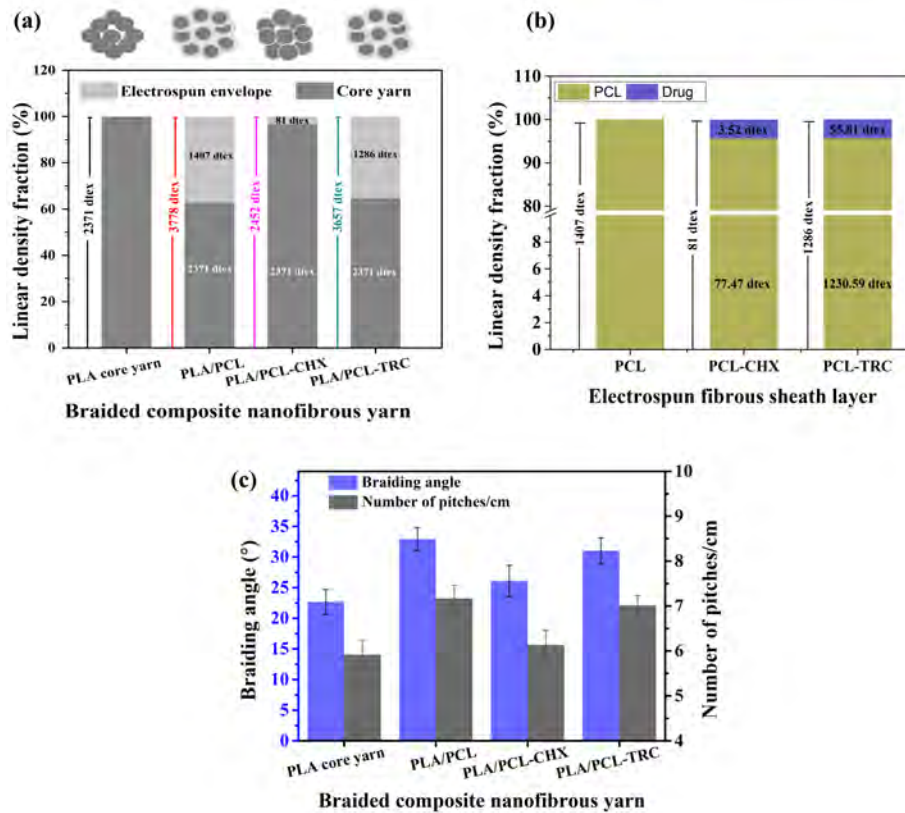 (a)
120
100
80
60
40
20
0
Linear density fraction (%)
Electrospun envelope
Core yarn
2371 dtex
3778 dtex
1407 dtex
2371 dtex
2452 dtex
81 dtex
2371 dtex
3657 dtex
1286 dtex
2371 dtex
PLA core yarn
PLA/PCL
PLA/PCL-CHX
PLA/PCL-TRC
Braided composite nanofibrous yarn
(b)
110
100
90
80
8
6
4
2
0
Linear density fraction (%)
PCL
Drug
1407 dtex
81 dtex
3.52 dtex
77.47 dtex
1286 dtex
55.81 dtex
1230.59 dtex
PCL
PCL-CHX
PCL-TRC
Electrospun fibrous sheath layer
(c)
Braiding angle
Number of pitches/cm
40
35
30
25
20
15
10
5
0
Braiding angle (°)
10
9
8
7
6
5
4
Number of pitches/cm
PLA core yarn
PLA/PCL
PLA/PCL-CHX
PLA/PCL-TRC
Braided composite nanofibrous yarn